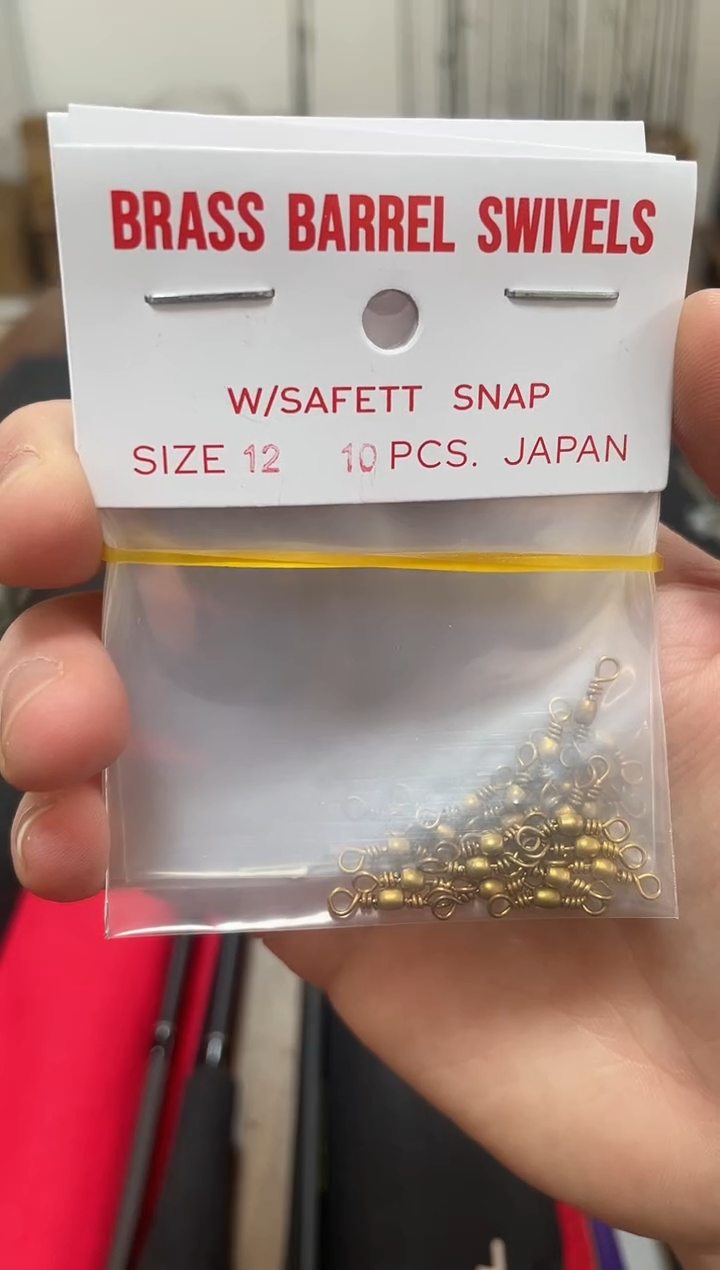 BRASS BARREL SWIVELS
W/SAFETT SNAP
SIZE 12 10 PCS. JAPAN